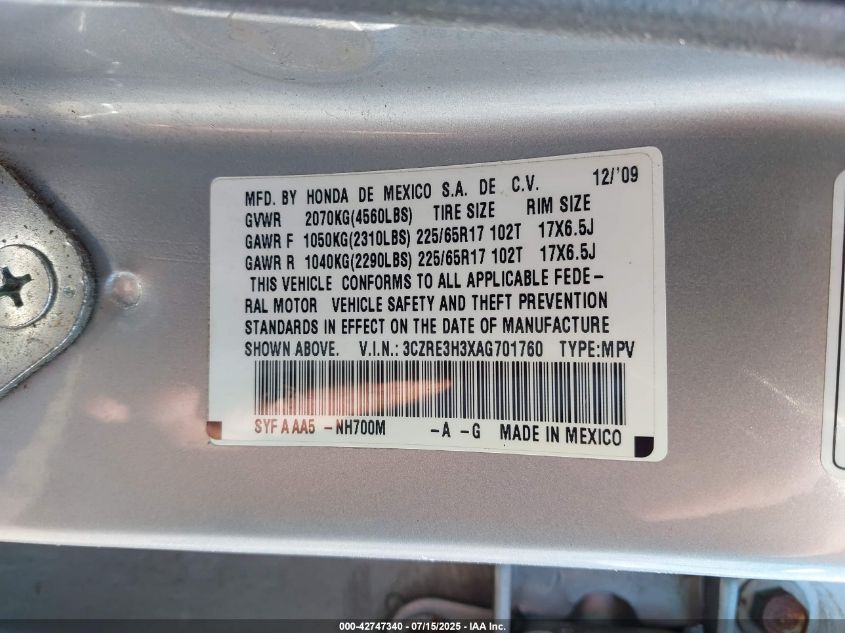 MFD. BY HONDA DE MEXICO S.A. DE C.V. 12/'09
GVWR 2070KG(4560LBS) TIRE SIZE RIM SIZE
GAWR F 1050KG(2310LBS) 225/65R17 102T 17X6.5J
GAWR R 1040KG(2290LBS) 225/65R17 102T 17X6.5J
THIS VEHICLE CONFORMS TO ALL APPLICABLE FEDE-
RAL MOTOR VEHICLE SAFETY AND THEFT PREVENTION
STANDARDS IN EFFECT ON THE DATE OF MANUFACTURE
SHOWN ABOVE. V.I.N.: 3CZRE3H3XAG701760 TYPE:MPV
SYF A AA5 -NH700M -A -G MADE IN MEXICO
000-42747340 - 07/15/2025 - IAA Inc.